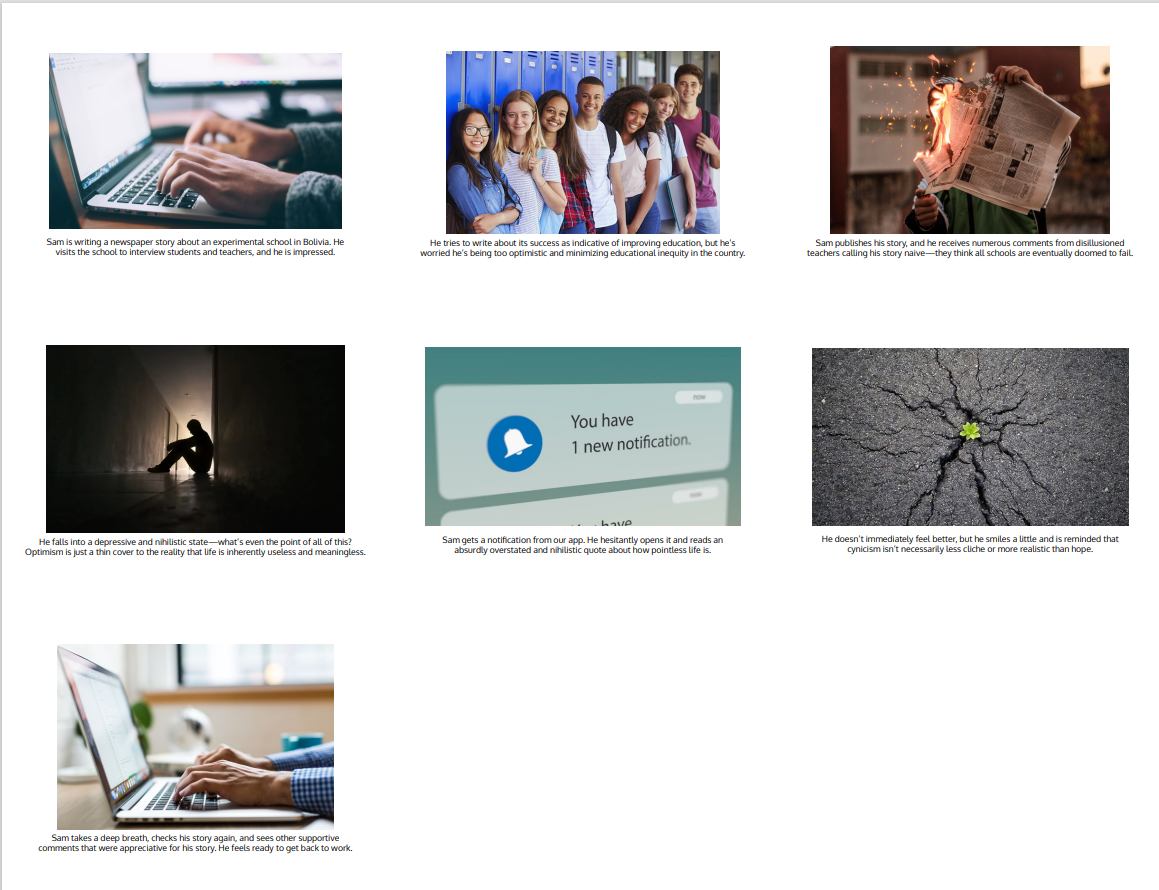 Sam is writing a newspaper story about an experimental school in Bolivia. He
visits the school to interview students and teachers, and he is impressed.
He tries to write about its success as indicative of improving education, but he's
worried he's being too optimistic and minimizing educational inequity in the country.
Sam publishes his story, and he receives numerous comments from disillusioned
teachers calling his story naive—they think all schools are eventually doomed to fail.
He falls into a depressive and nihilistic state—what's even the point of all of this?
Optimism is just a thin cover to the reality that life is inherently useless and meaningless.
now
You have
1 new notification.
now
You have
Sam gets a notification from our app. He hesitantly opens it and reads an
absurdly overstated and nihilistic quote about how pointless life is.
He doesn't immediately feel better, but he smiles a little and is reminded that
cynicism isn't necessarily less cliche or more realistic than hope.
Sam takes a deep breath, checks his story again, and sees other supportive
comments that were appreciative for his story. He feels ready to get back to work.